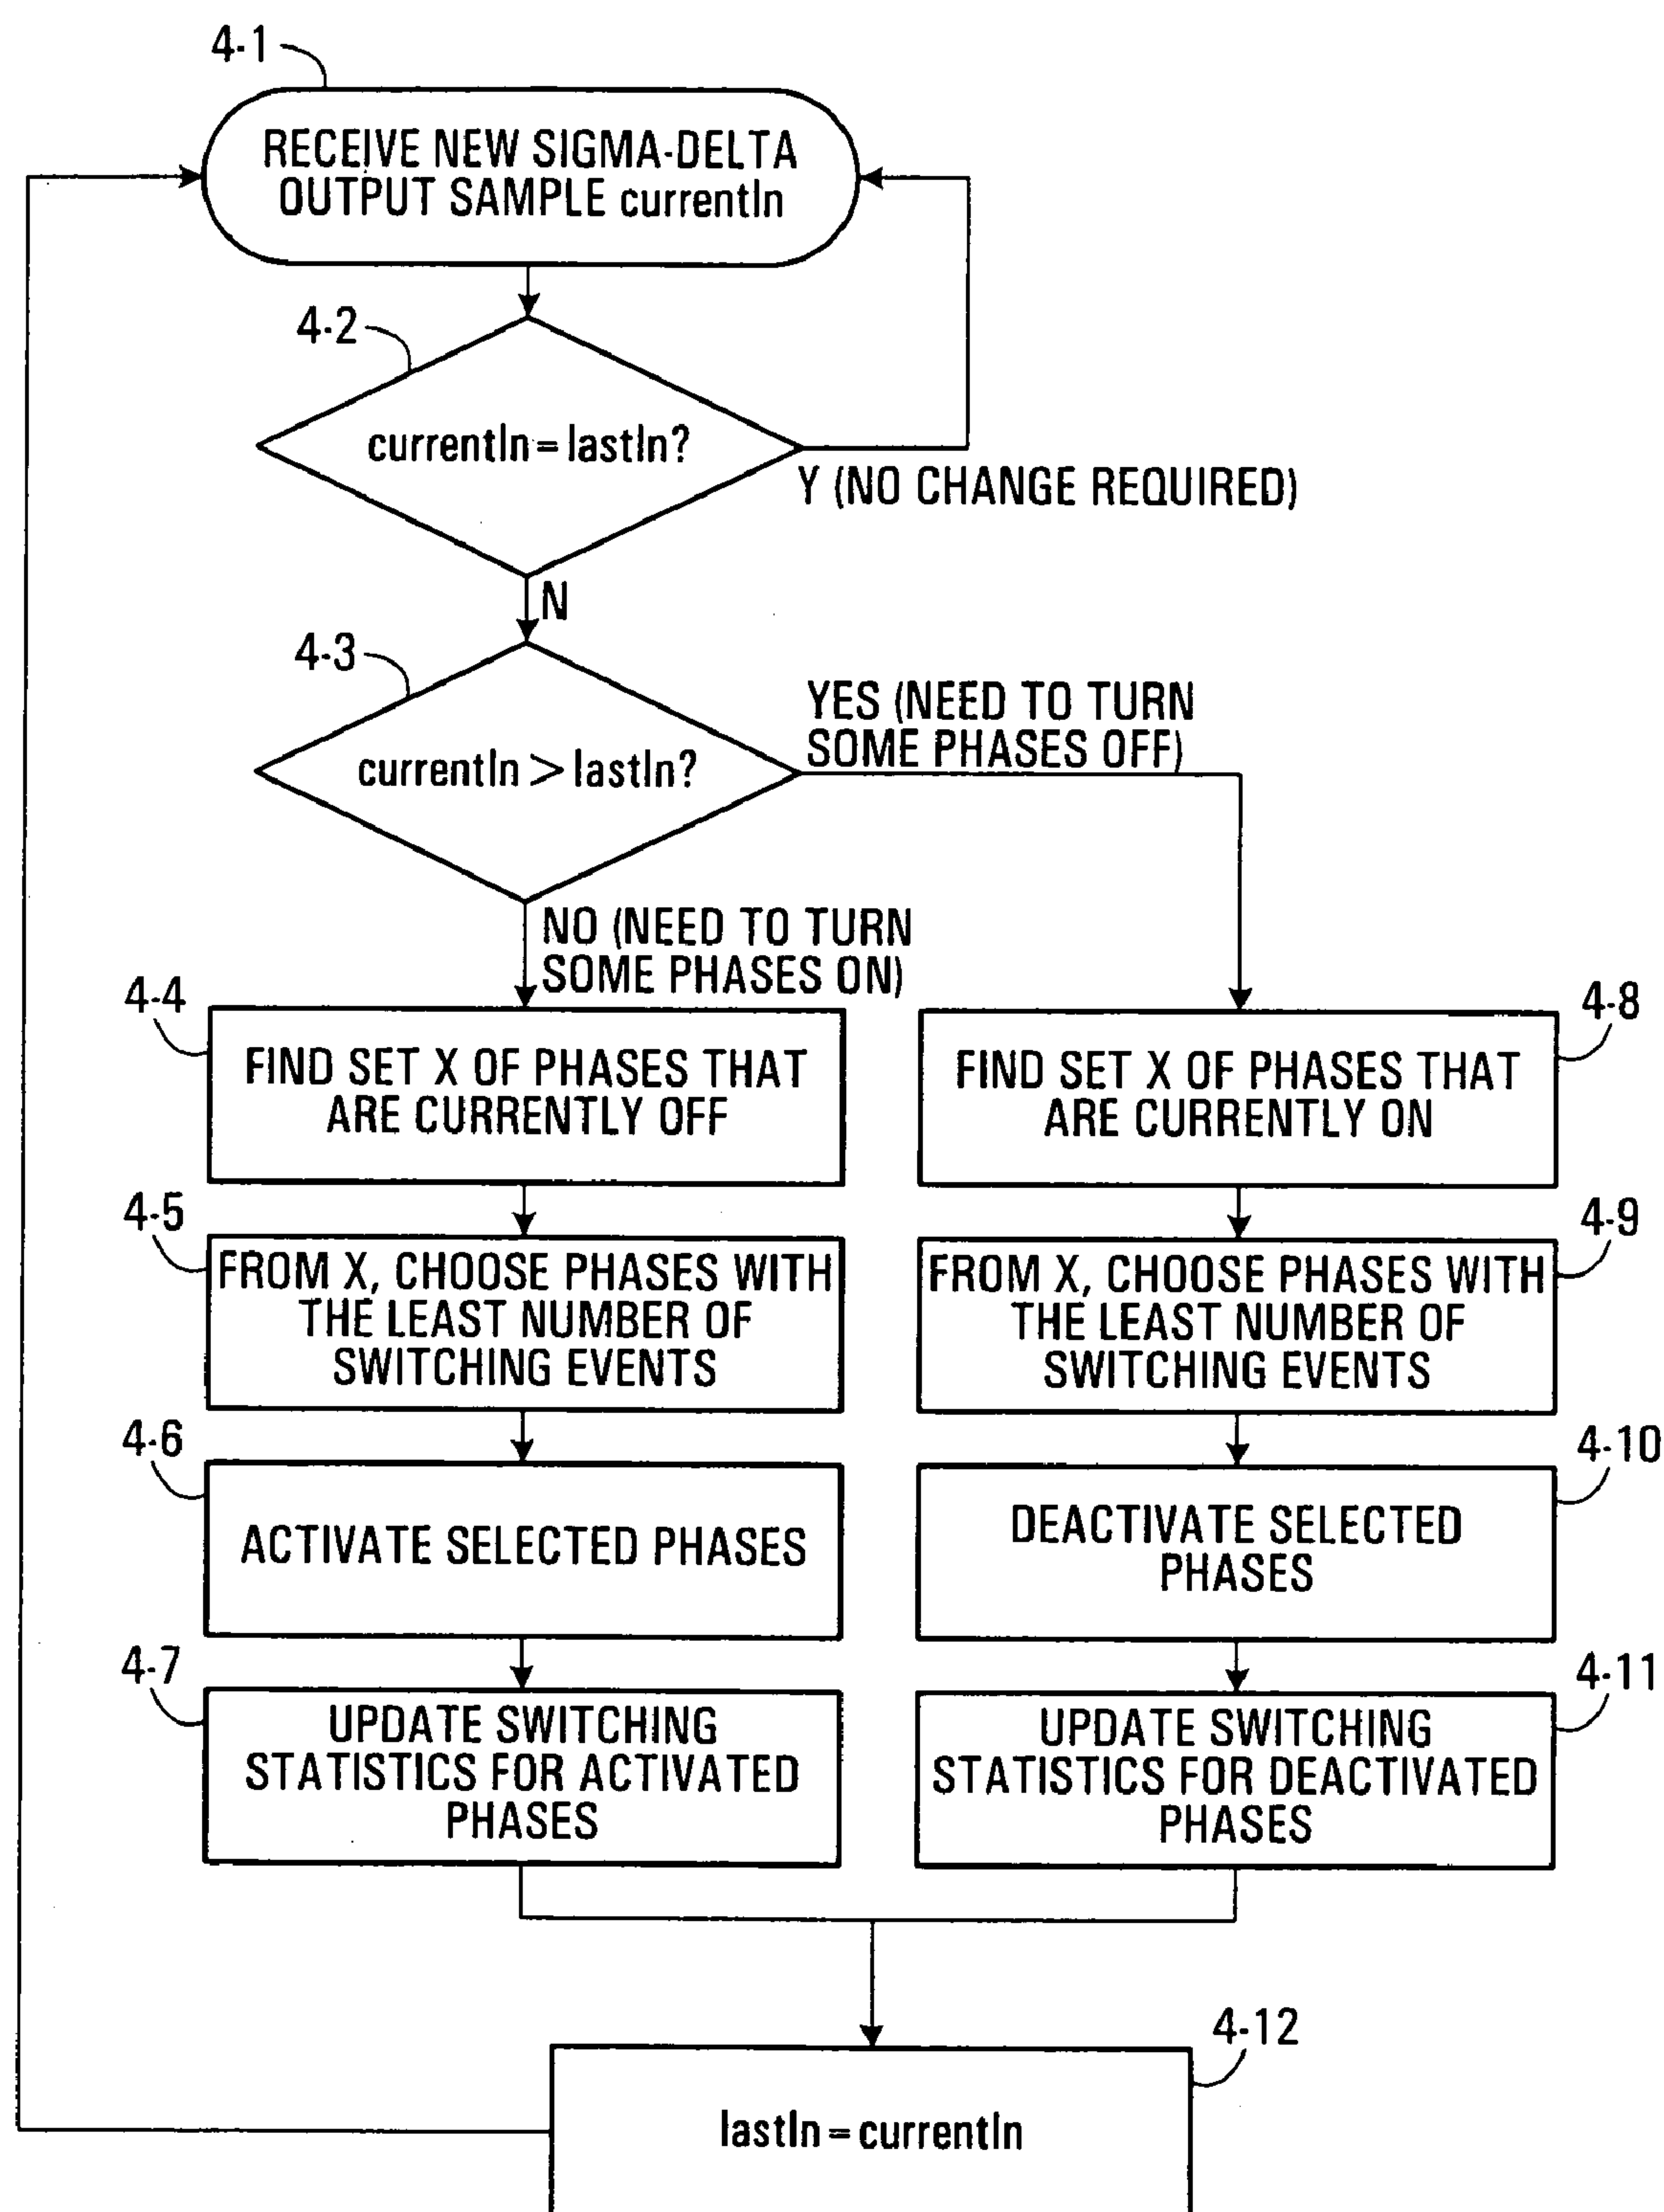 4-1
RECEIVE NEW SIGMA-DELTA
OUTPUT SAMPLE currentIn
4-2
currentIn = lastIn?
Y (NO CHANGE REQUIRED)
N
4-3
currentIn > lastIn?
YES (NEED TO TURN
SOME PHASES OFF)
NO (NEED TO TURN
SOME PHASES ON)
4-4
FIND SET X OF PHASES THAT
ARE CURRENTLY OFF
4-5
FROM X, CHOOSE PHASES WITH
THE LEAST NUMBER OF
SWITCHING EVENTS
4-6
ACTIVATE SELECTED PHASES
4-7
UPDATE SWITCHING
STATISTICS FOR ACTIVATED
PHASES
4-8
FIND SET X OF PHASES THAT
ARE CURRENTLY ON
4-9
FROM X, CHOOSE PHASES WITH
THE LEAST NUMBER OF
SWITCHING EVENTS
4-10
DEACTIVATE SELECTED
PHASES
4-11
UPDATE SWITCHING
STATISTICS FOR DEACTIVATED
PHASES
4-12
lastIn = currentIn